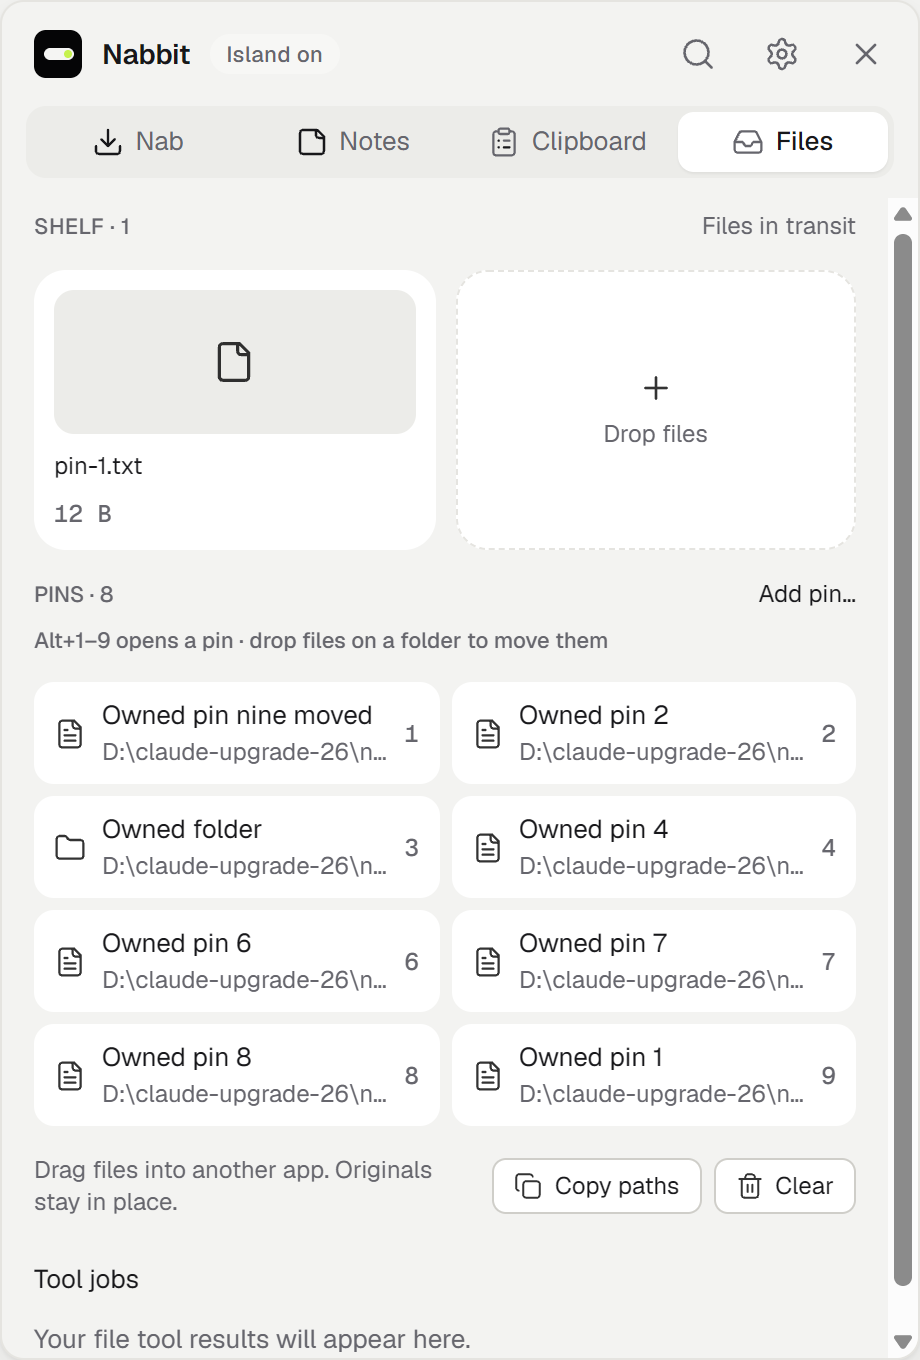 Nabbit
Island on
Nab
Notes
Clipboard
Files
SHELF · 1
Files in transit
pin-1.txt
12 B
Drop files
PINS · 8
Add pin…
Alt+1–9 opens a pin · drop files on a folder to move them
Owned pin nine moved
D:\claude-upgrade-26\n…
1
Owned pin 2
D:\claude-upgrade-26\n…
2
Owned folder
D:\claude-upgrade-26\n…
3
Owned pin 4
D:\claude-upgrade-26\n…
4
Owned pin 6
D:\claude-upgrade-26\n…
6
Owned pin 7
D:\claude-upgrade-26\n…
7
Owned pin 8
D:\claude-upgrade-26\n…
8
Owned pin 1
D:\claude-upgrade-26\n…
9
Drag files into another app. Originals
stay in place.
Copy paths
Clear
Tool jobs
Your file tool results will appear here.